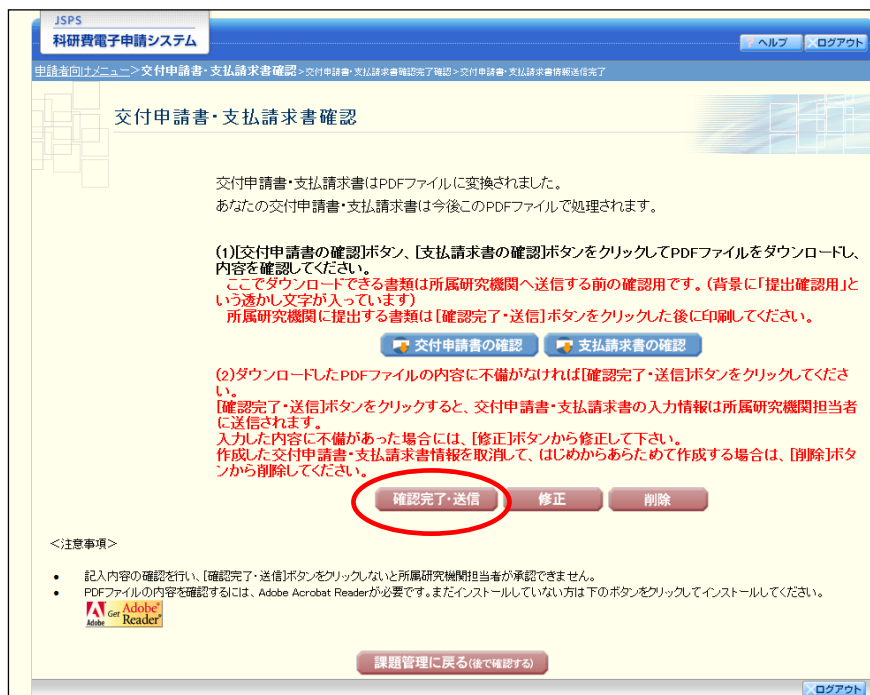 JSPS
科研費電子申請システム
? ヘルプ ×ログアウト
申請者向けメニュー>交付申請書・支払請求書確認>交付申請書・支払請求書確認完了確認>交付申請書・支払請求書情報送信完了
交付申請書・支払請求書確認
交付申請書・支払請求書はPDFファイルに変換されました。
あなたの交付申請書・支払請求書は今後このPDFファイルで処理されます。
(1)[交付申請書の確認]ボタン、[支払請求書の確認]ボタンをクリックしてPDFファイルをダウンロードし、
内容を確認してください。
ここでダウンロードできる書類は所属研究機関へ送信する前の確認用です。(背景に「提出確認用」と
いう透かし文字が入っています)
所属研究機関に提出する書類は[確認完了・送信]ボタンをクリックした後に印刷してください。
交付申請書の確認 支払請求書の確認
(2)ダウンロードしたPDFファイルの内容に不備がなければ[確認完了・送信]ボタンをクリックしてくださ
い。
[確認完了・送信]ボタンをクリックすると、交付申請書・支払請求書の入力情報は所属研究機関担当者
に送信されます。
入力した内容に不備があった場合には、[修正]ボタンから修正して下さい。
作成した交付申請書・支払請求書情報を取消して、はじめからあらためて作成する場合は、[削除]ボタ
ンから削除してください。
確認完了・送信 修正 削除
<注意事項>
● 記入内容の確認を行い、[確認完了・送信]ボタンをクリックしないと所属研究機関担当者が承認できません。
● PDFファイルの内容を確認するには、Adobe Acrobat Readerが必要です。まだインストールしていない方は下のボタンをクリックしてインストールしてください。
Adobe Get Adobe® Reader®
課題管理に戻る(後で確認する)
×ログアウト